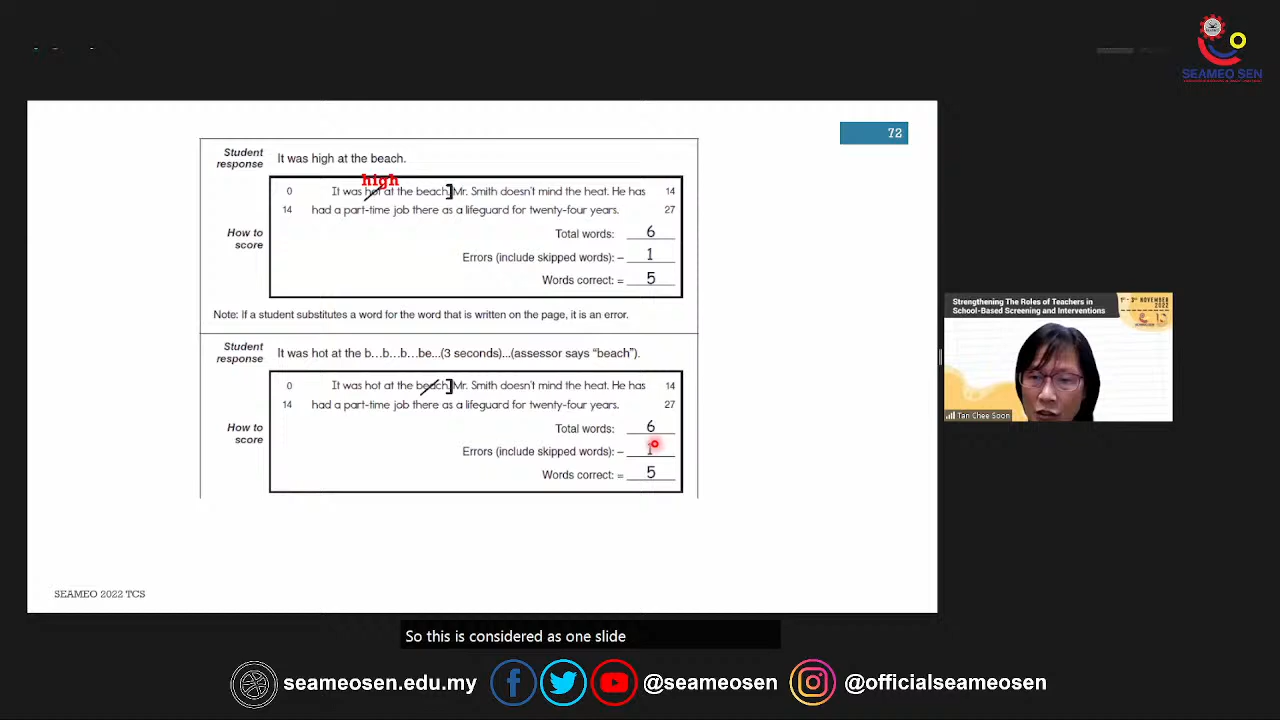 SEAMEO SEN
72
Student response
It was high at the beach.
high
0 It was hot at the beach. Mr. Smith doesn't mind the heat. He has 14
14 had a part-time job there as a lifeguard for twenty-four years. 27
How to score
Total words: 6
Errors (include skipped words): – 1
Words correct: = 5
Note: If a student substitutes a word for the word that is written on the page, it is an error.
Student response
It was hot at the b…b…b…be...(3 seconds)...(assessor says “beach”).
0 It was hot at the beach. Mr. Smith doesn't mind the heat. He has 14
14 had a part-time job there as a lifeguard for twenty-four years. 27
How to score
Total words: 6
Errors (include skipped words): – 1
Words correct: = 5
SEAMEO 2022 TCS
Strengthening The Roles of Teachers in
School-Based Screening and Interventions
1st - 3rd NOVEMBER
2022
Tan Chee Soon
So this is considered as one slide
seameosen.edu.my
@seameosen
@officialseameosen